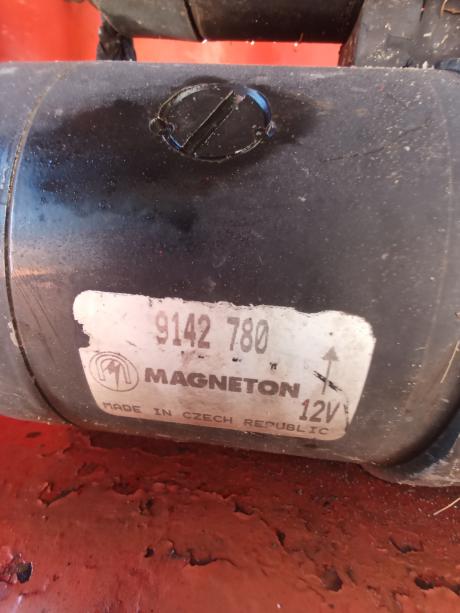 9142 780
MAGNETON
12V
MADE IN CZECH REPUBLIC